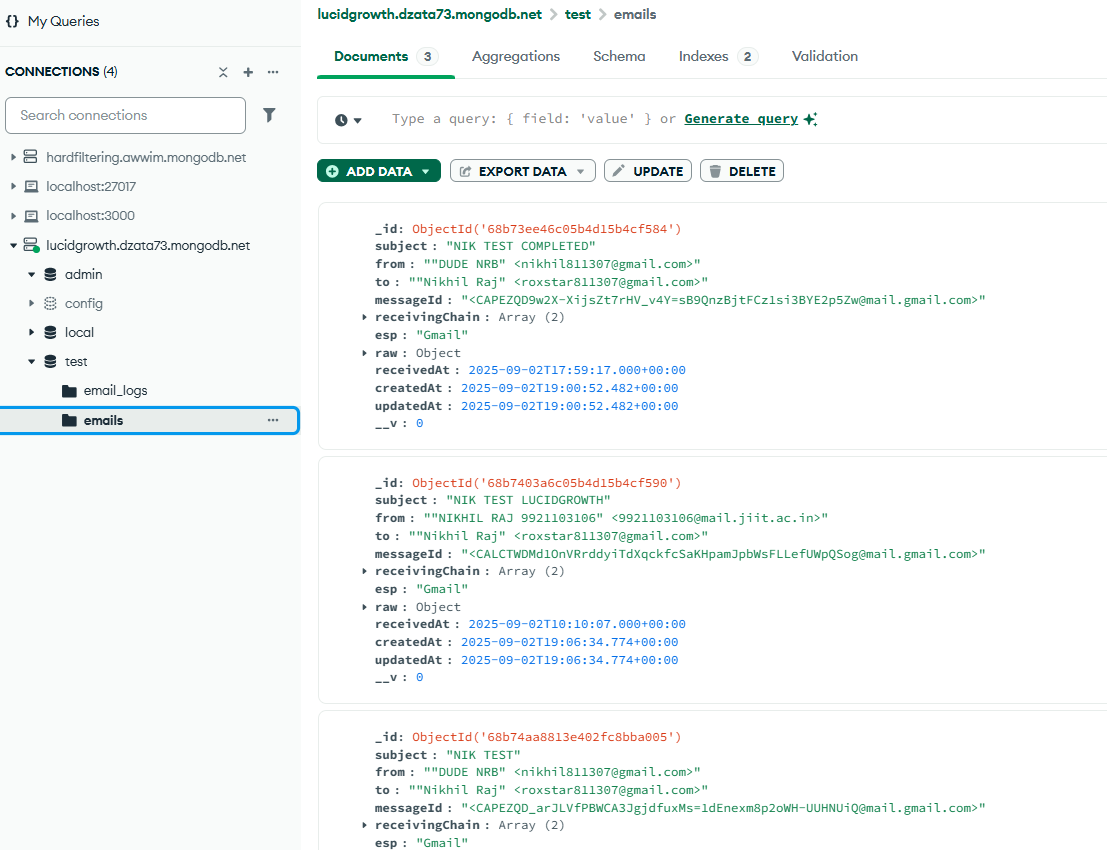 {} My Queries
CONNECTIONS (4)
Search connections
hardfiltering.awwim.mongodb.net
localhost:27017
localhost:3000
lucidgrowth.dzata73.mongodb.net
admin
config
local
test
email_logs
emails
lucidgrowth.dzata73.mongodb.net > test > emails
Documents 3 Aggregations Schema Indexes 2 Validation
Type a query: { field: 'value' } or Generate query
ADD DATA EXPORT DATA UPDATE DELETE
_id: ObjectId('68b73ee46c05b4d15b4cf584')
subject : "NIK TEST COMPLETED"
from : ""DUDE NRB" <nikhil811307@gmail.com>"
to : ""Nikhil Raj" <roxstar811307@gmail.com>"
messageId : "<CAPEZQD9w2X-XijsZt7rHV_v4Y=sB9QnzBjtFCz1si3BYE2p5Zw@mail.gmail.com>"
receivingChain : Array (2)
esp : "Gmail"
raw : Object
receivedAt : 2025-09-02T17:59:17.000+00:00
createdAt : 2025-09-02T19:00:52.482+00:00
updatedAt : 2025-09-02T19:00:52.482+00:00
__v : 0
_id: ObjectId('68b7403a6c05b4d15b4cf590')
subject : "NIK TEST LUCIDGROWTH"
from : ""NIKHIL RAJ 9921103106" <9921103106@mail.jiit.ac.in>"
to : ""Nikhil Raj" <roxstar811307@gmail.com>"
messageId : "<CALCTWDMd1OnVRrddyiTdXqckfcSaKHpamJpbWsFLLefUWpQSog@mail.gmail.com>"
receivingChain : Array (2)
esp : "Gmail"
raw : Object
receivedAt : 2025-09-02T10:10:07.000+00:00
createdAt : 2025-09-02T19:06:34.774+00:00
updatedAt : 2025-09-02T19:06:34.774+00:00
__v : 0
_id: ObjectId('68b74aa8813e402fc8bba005')
subject : "NIK TEST"
from : ""DUDE NRB" <nikhil811307@gmail.com>"
to : ""Nikhil Raj" <roxstar811307@gmail.com>"
messageId : "<CAPEZQD_arJLVfPBWCA3JgjdfuxMs=1dEnexm8p2oWH-UUHNUiQ@mail.gmail.com>"
receivingChain : Array (2)
esp : "Gmail"